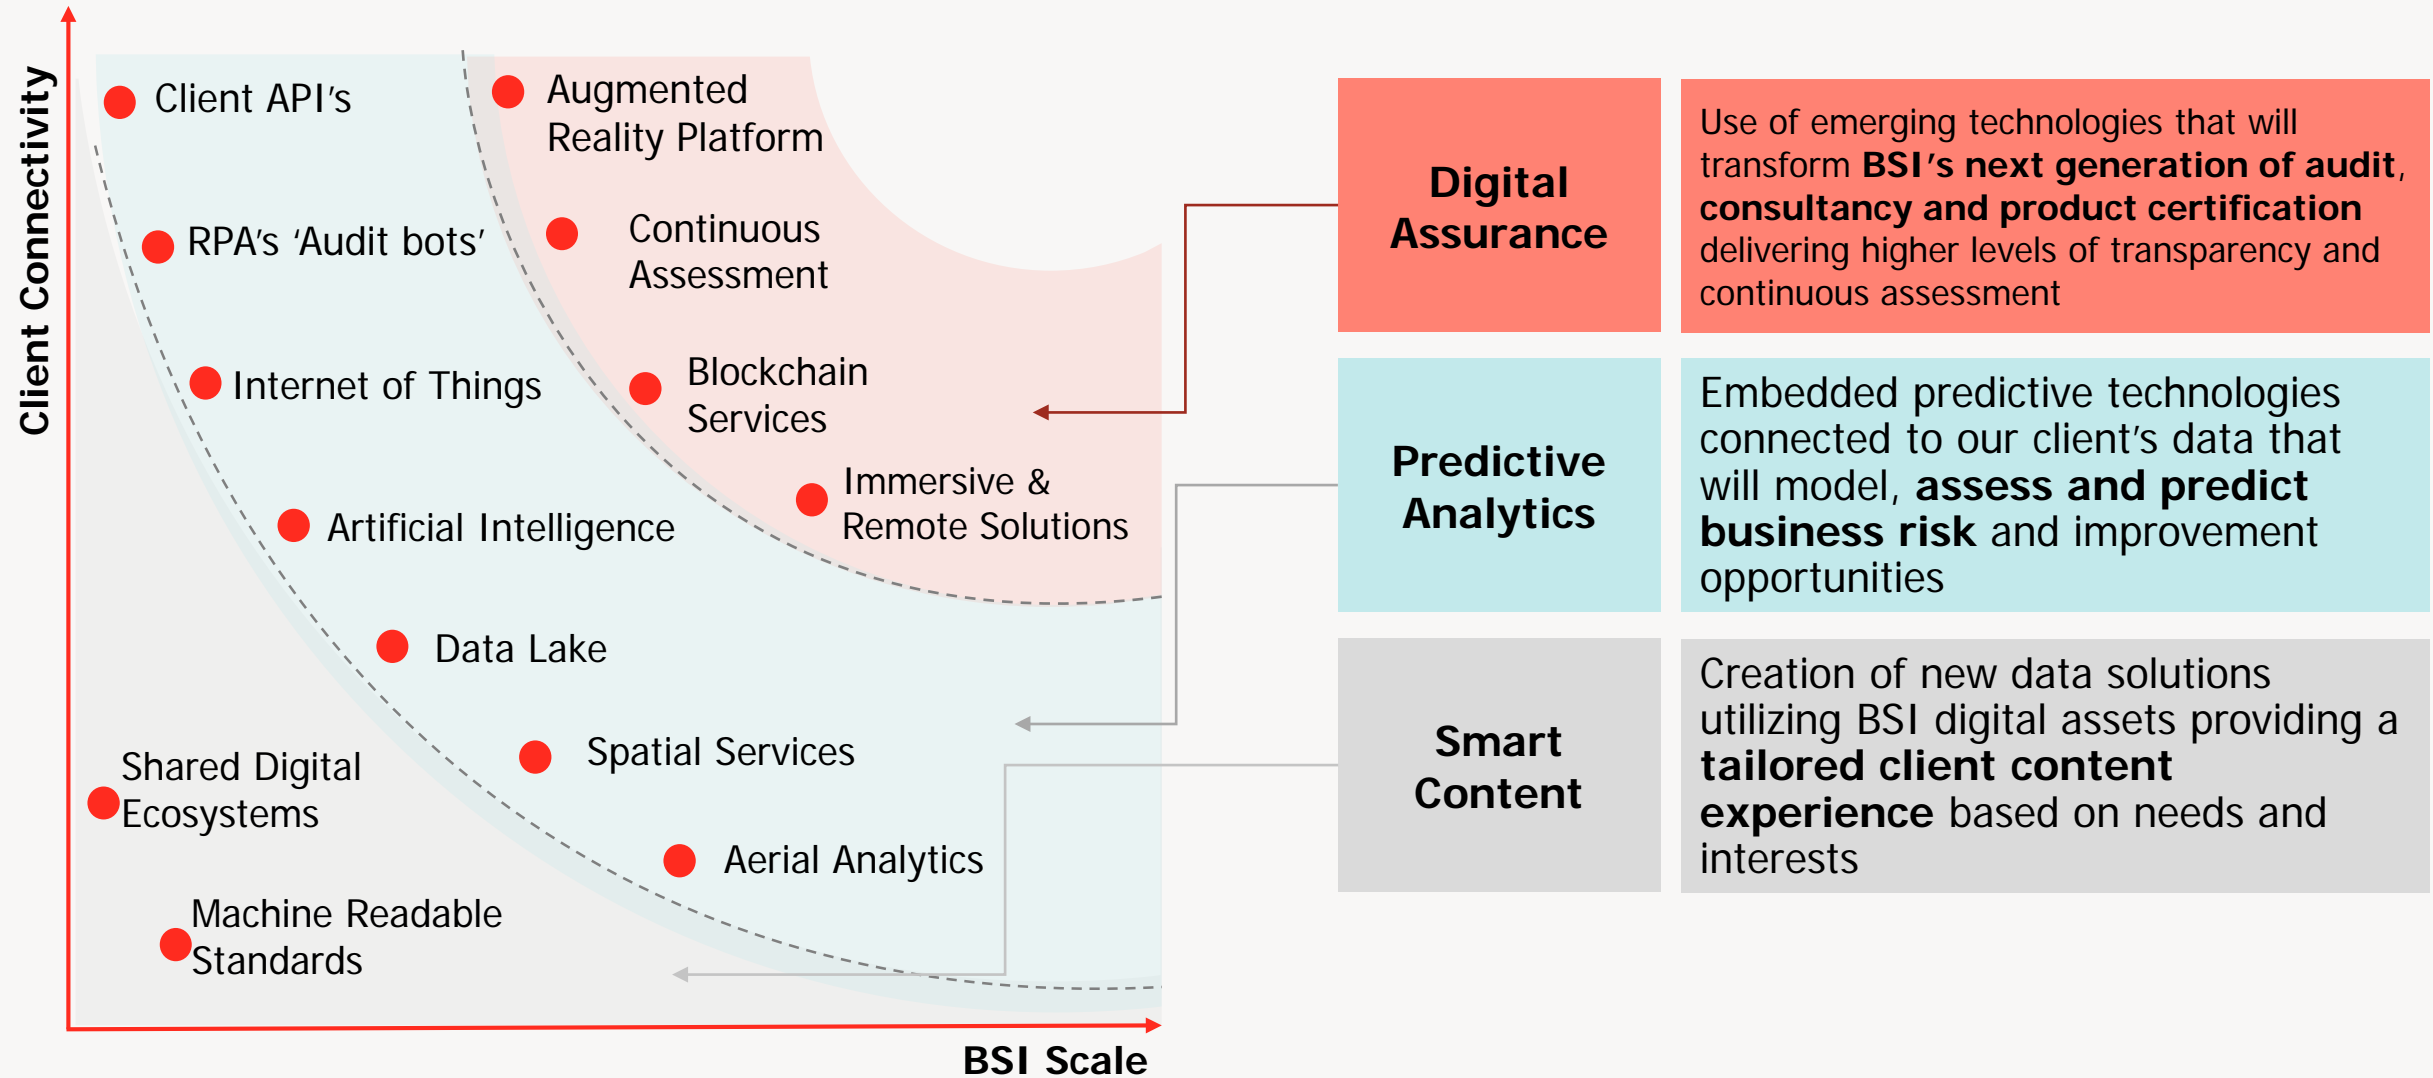 Client Connectivity
Client API’s
RPA’s ‘Audit bots’
Internet of Things
Artificial Intelligence
Data Lake
Spatial Services
Aerial Analytics
Shared Digital
Ecosystems
Machine Readable
Standards
Augmented
Reality Platform
Continuous
Assessment
Blockchain
Services
Immersive &
Remote Solutions
BSI Scale
Digital
Assurance
Use of emerging technologies that will
transform BSI’s next generation of audit,
consultancy and product certification
delivering higher levels of transparency and
continuous assessment
Predictive
Analytics
Embedded predictive technologies
connected to our client’s data that
will model, assess and predict
business risk and improvement
opportunities
Smart
Content
Creation of new data solutions
utilizing BSI digital assets providing a
tailored client content
experience based on needs and
interests